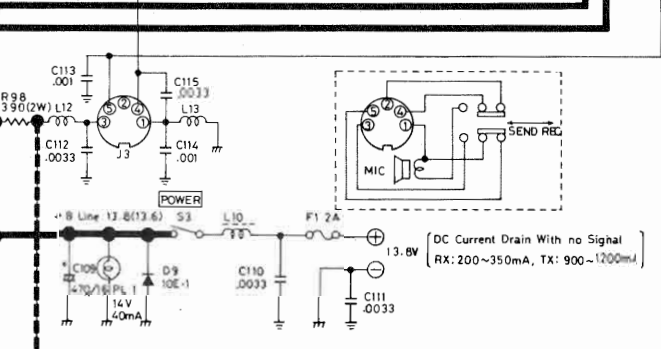 C113
.001
C115
.0033
R98
390(2W)
L12
5 2 4
3 1
L13
C112
.0033
J3
C114
.001
5 2 4
3 1
SEND REC
MIC
POWER
+B Line 13.8(13.6)
S3
L10
F1 2A
+
13.8V
−
DC Current Drain With no Signal
RX: 200~350mA, TX: 900~1200mA
+
C109
470/16
PL 1
14V
40mA
D9
10E-1
C110
.0033
C111
.0033